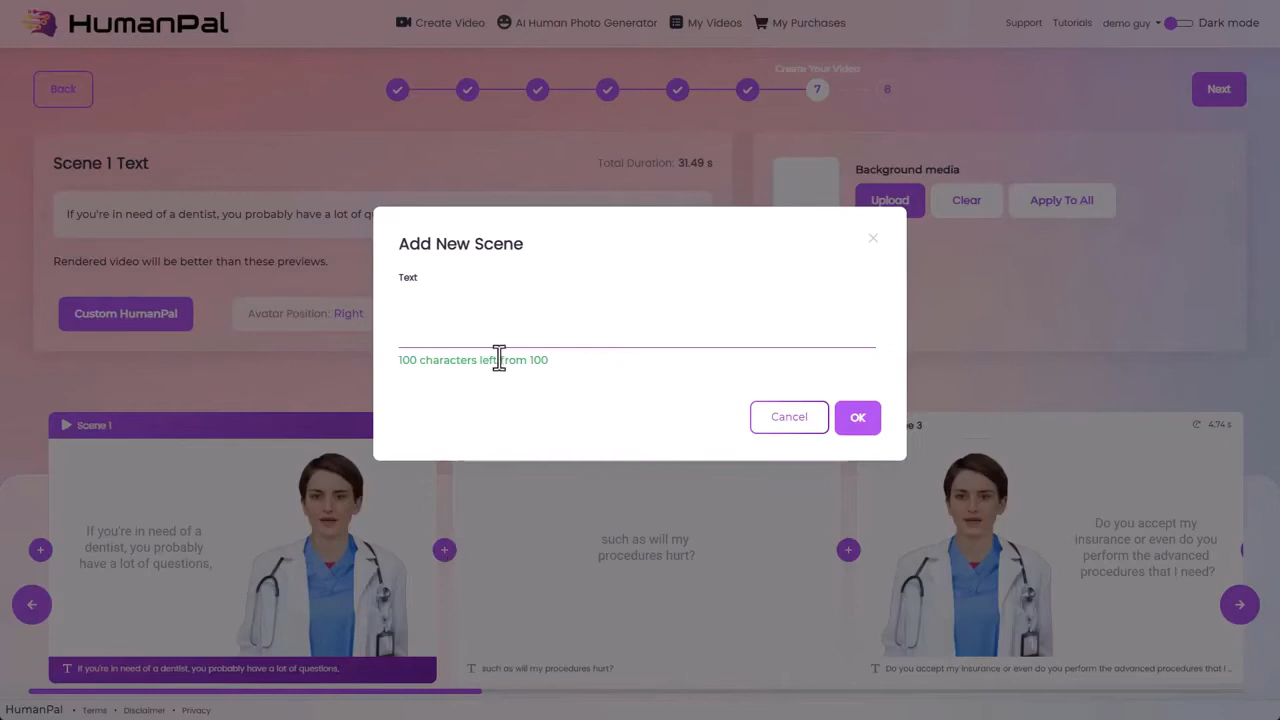 HumanPal
Create Video
AI Human Photo Generator
My Videos
My Purchases
Support
Tutorials
demo guy
Dark mode
Back
Create Your Video
7
8
Next
Scene 1 Text
Total Duration: 31.49 s
If you're in need of a dentist, you probably have a lot of q
Rendered video will be better than these previews.
Custom HumanPal
Avatar Position: Right
Background media
Upload
Clear
Apply To All
Add New Scene
Text
100 characters left from 100
Cancel
OK
Scene 1
ne 3
4.74 s
If you're in need of a
dentist, you probably
have a lot of questions,
such as will my
procedures hurt?
Do you accept my
insurance or even do you
perform the advanced
procedures that I need?
If you're in need of a dentist, you probably have a lot of questions,
such as will my procedures hurt?
Do you accept my insurance or even do you perform the advanced procedures that I ...
HumanPal
• Terms • Disclaimer • Privacy